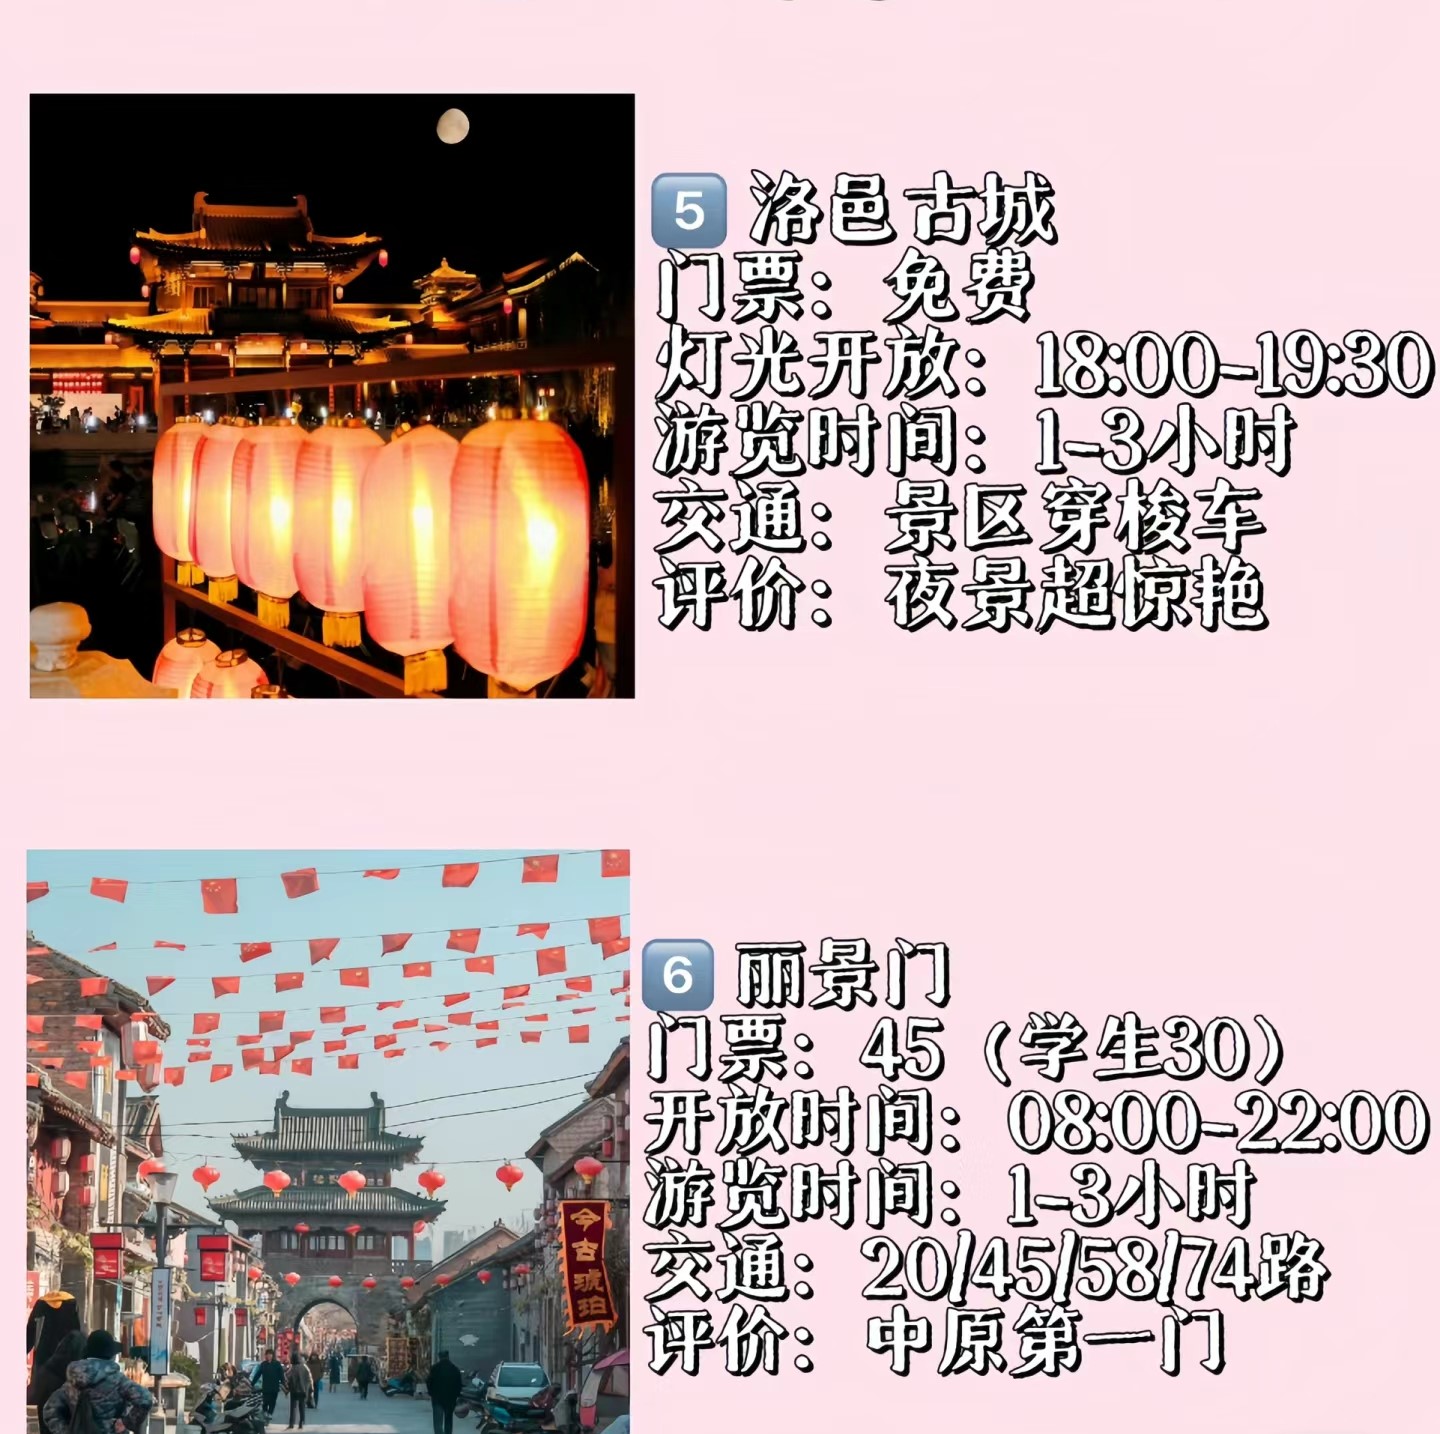 5 洛邑古城
门票：免费
灯光开放：18:00-19:30
游览时间：1-3小时
交通：景区穿梭车
评价：夜景超惊艳
6 丽景门
门票：45（学生30）
开放时间：08:00-22:00
游览时间：1-3小时
交通：20/45/58/74路
评价：中原第一门
今古琥珀